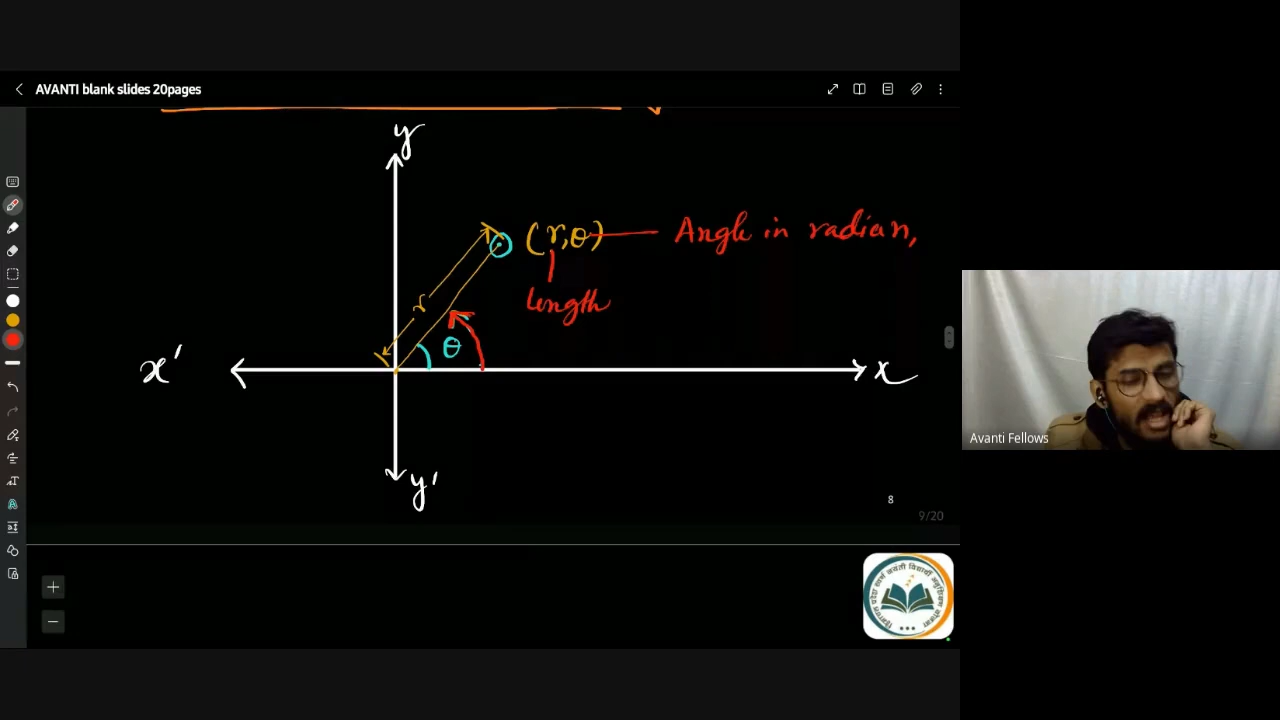 AVANTI blank slides 20pages
y
(r,θ) Angle in radian,
r
length
θ
x' x
y'
8
9/20
Avanti Fellows